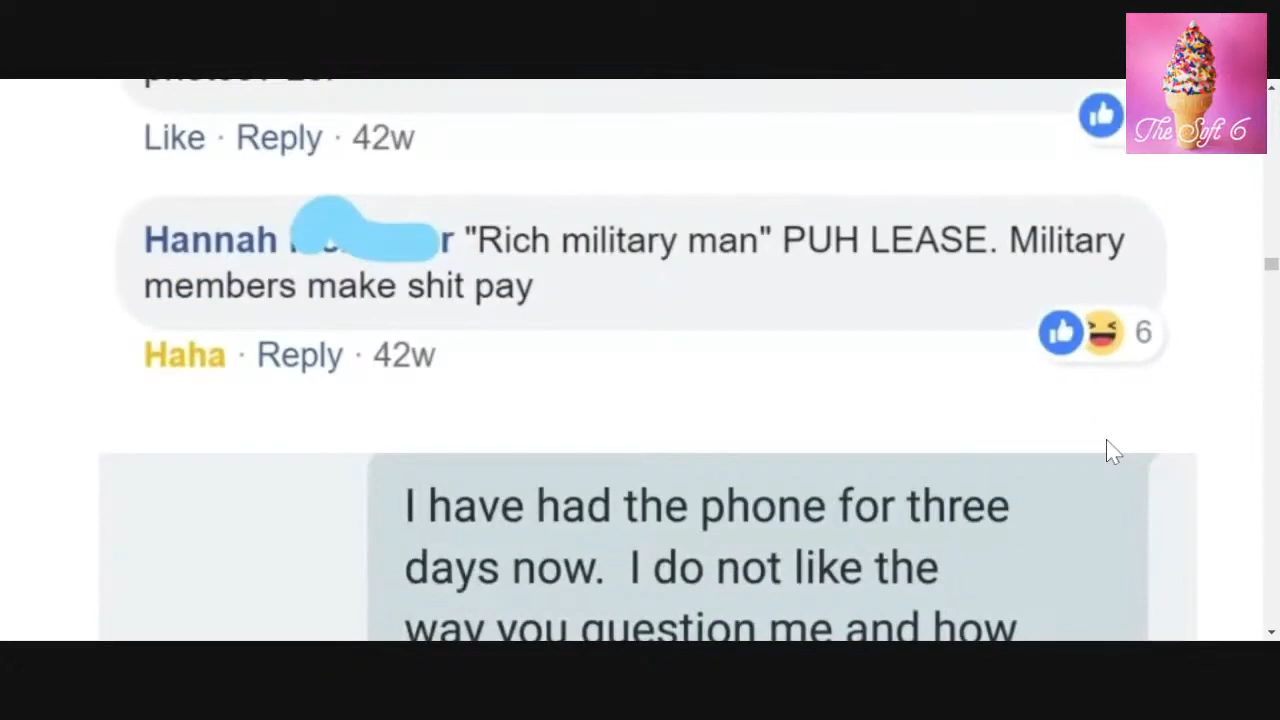 The Soft 6
Like · Reply · 42w
Hannah r "Rich military man" PUH LEASE. Military
members make shit pay
6
Haha · Reply · 42w
I have had the phone for three
days now. I do not like the
way you question me and how